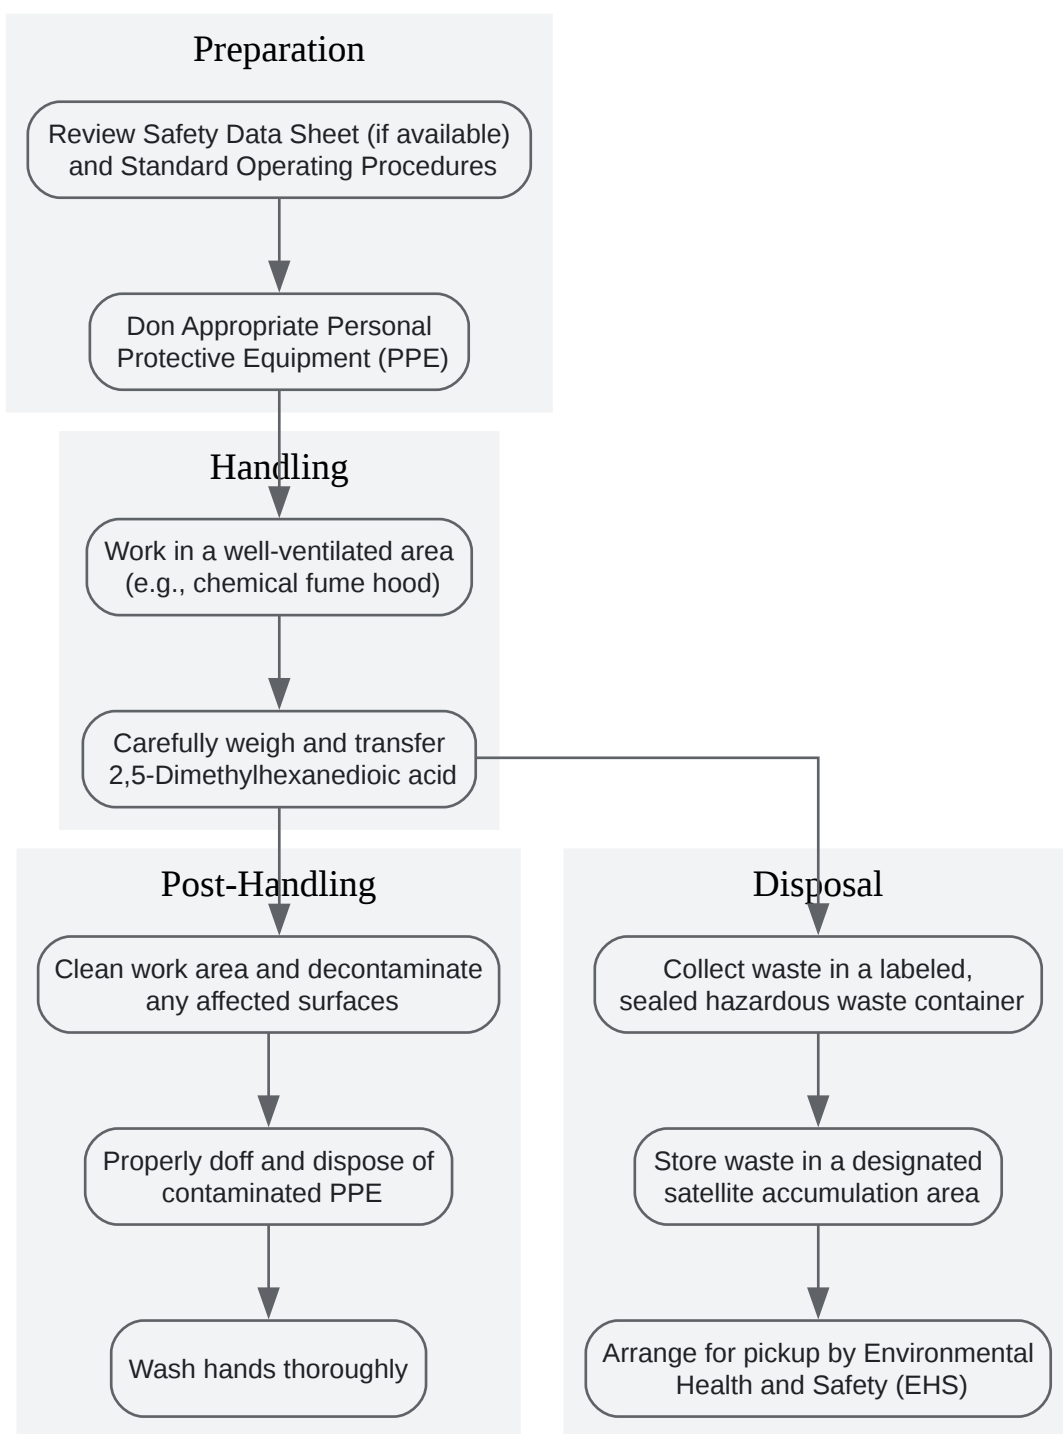 Preparation
Review Safety Data Sheet (if available)
and Standard Operating Procedures
Don Appropriate Personal
Protective Equipment (PPE)
Handling
Work in a well-ventilated area
(e.g., chemical fume hood)
Carefully weigh and transfer
2,5-Dimethylhexanedioic acid
Post-Handling
Clean work area and decontaminate
any affected surfaces
Properly doff and dispose of
contaminated PPE
Wash hands thoroughly
Disposal
Collect waste in a labeled,
sealed hazardous waste container
Store waste in a designated
satellite accumulation area
Arrange for pickup by Environmental
Health and Safety (EHS)